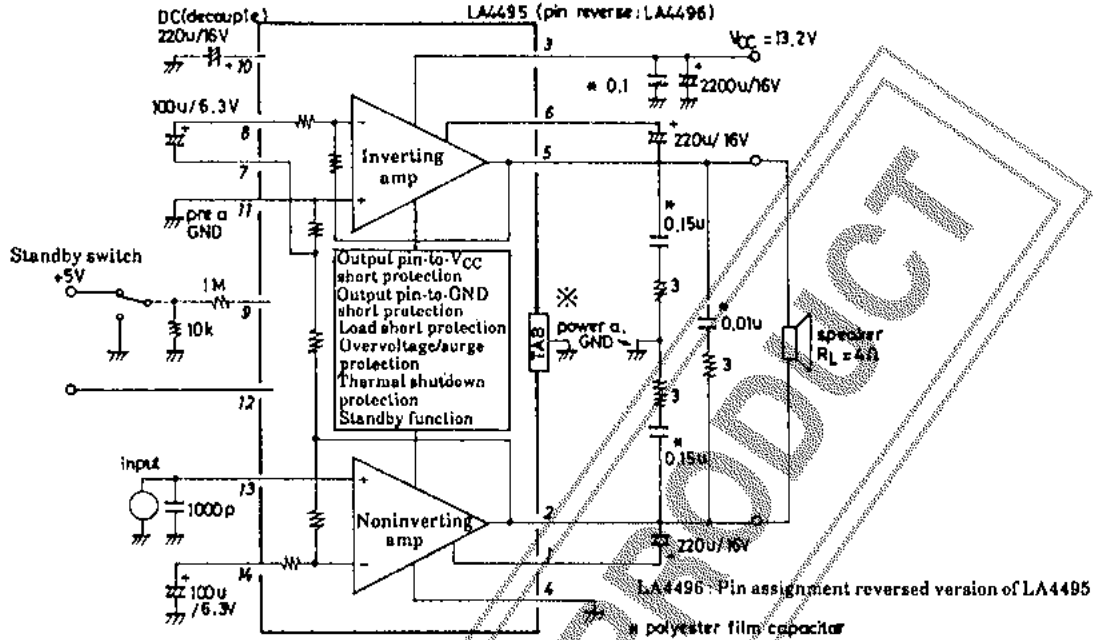 DC(decouple)
220u/16V
LA4495 (pin reverse:LA4496)
+ 10
3
VCC = 13.2V
* 0.1
+
2200u/16V
100u/6.3V
+
8
7
-
Inverting
amp
+
6
+
220u/16V
5
11
pre a
GND
*
0.15u
3
Standby switch
+5V
1M
9
10k
12
Output pin-to-VCC
short protection
Output pin-to-GND
short protection
Load short protection
Overvoltage/surge
protection
Thermal shutdown
protection
Standby function
TAB
※
power a,
GND
3
*
0.15u
*
0.01u
3
speaker
RL = 4Ω
input
13
1000p
+
Noninverting
amp
-
2
1
4
220u/16V
+
14
+
100u
/6.3V
LA4496 : Pin assignment reversed version of LA4495
* polyester film capacitor
PRODUCT